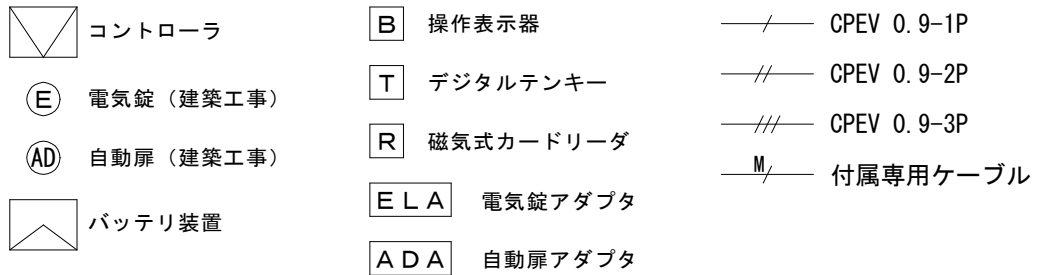 コントローラ
E 電気錠（建築工事）
AD 自動扉（建築工事）
バッテリ装置
B 操作表示器
T デジタルテンキー
R 磁気式カードリーダ
ELA 電気錠アダプタ
ADA 自動扉アダプタ
CPEV 0.9-1P
CPEV 0.9-2P
CPEV 0.9-3P
M 付属専用ケーブル